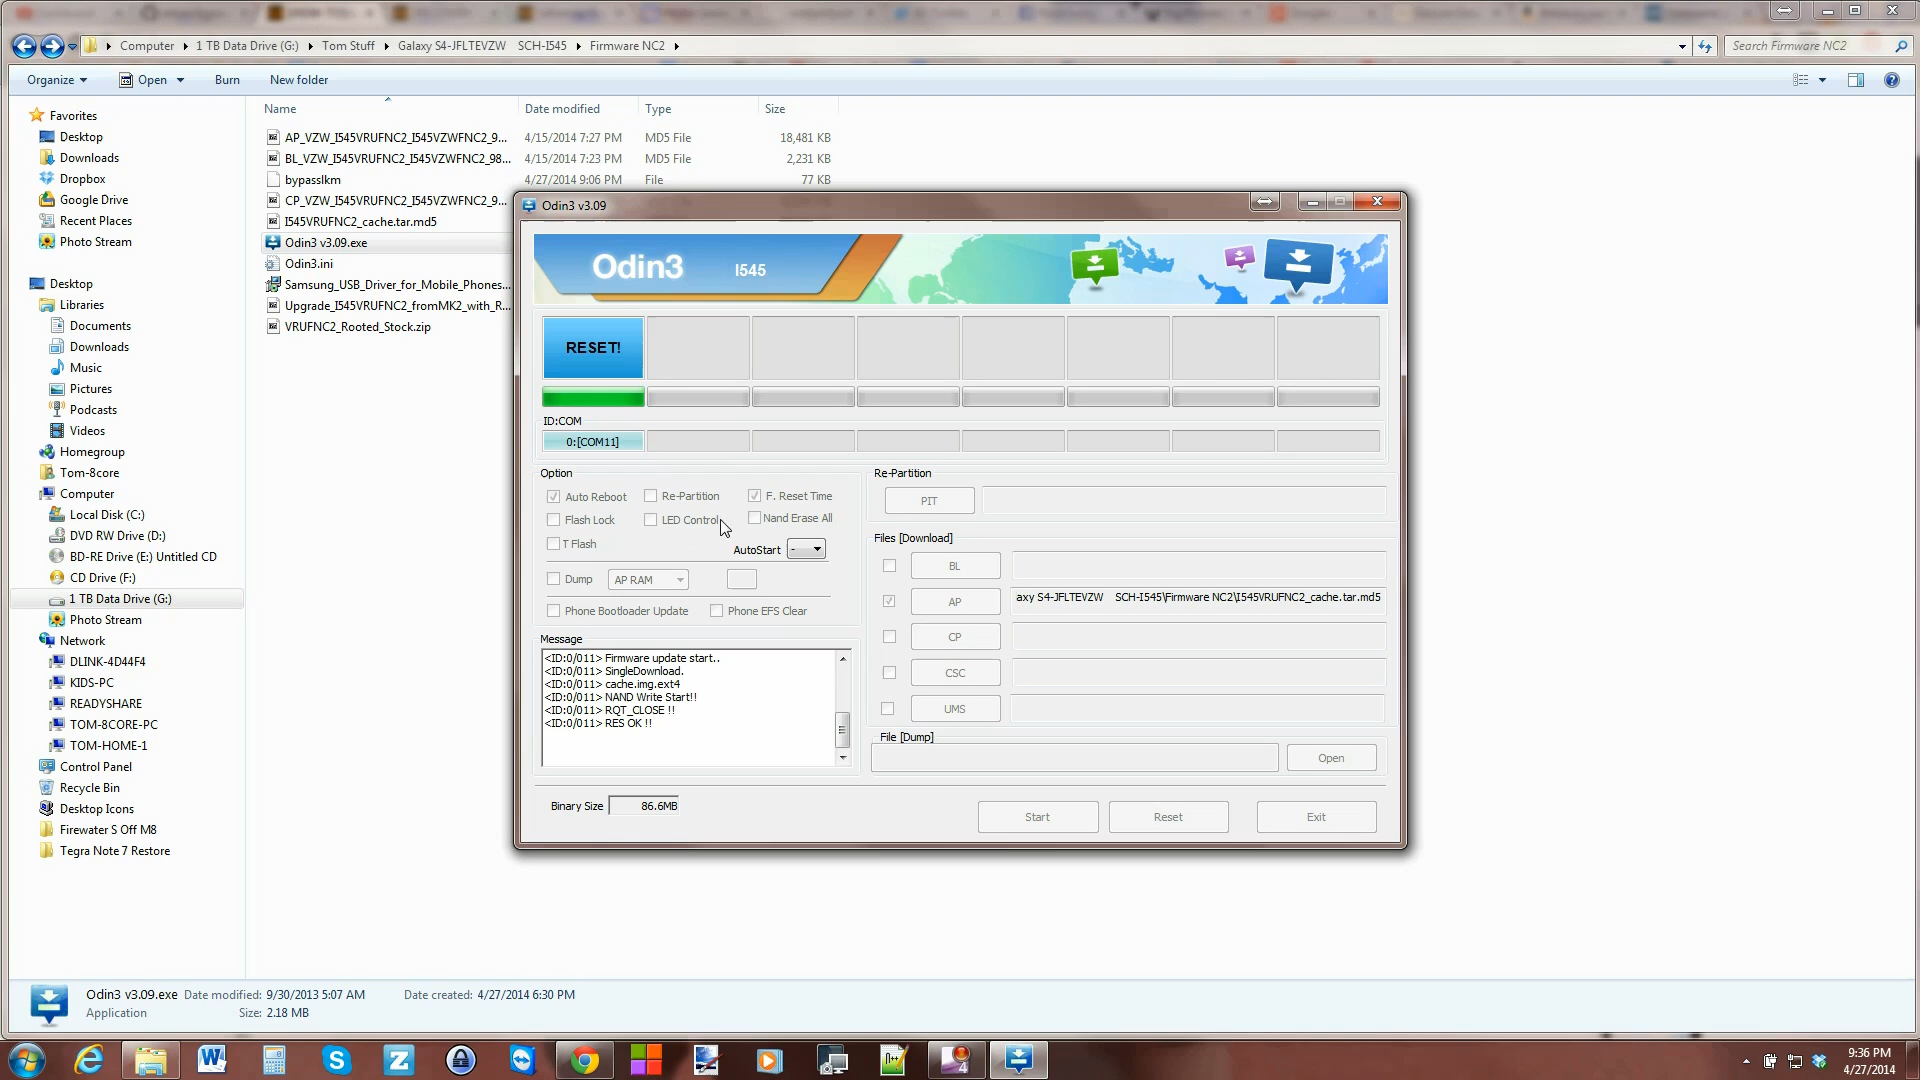 Computer ▸ 1 TB Data Drive (G:) ▸ Tom Stuff ▸ Galaxy S4-JFLTEVZW SCH-I545 ▸ Firmware NC2 ▸
Search Firmware NC2
Organize Open Burn New folder
Name Date modified Type Size
AP_VZW_I545VRUFNC2_I545VZWFNC2_9... 4/15/2014 7:27 PM MD5 File 18,481 KB
BL_VZW_I545VRUFNC2_I545VZWFNC2_98... 4/15/2014 7:23 PM MD5 File 2,231 KB
bypasslkm 4/27/2014 9:06 PM File 77 KB
CP_VZW_I545VRUFNC2_I545VZWFNC2_9...
I545VRUFNC2_cache.tar.md5
Odin3 v3.09.exe
Odin3.ini
Samsung_USB_Driver_for_Mobile_Phones...
Upgrade_I545VRUFNC2_fromMK2_with_R...
VRUFNC2_Rooted_Stock.zip
Favorites
Desktop
Downloads
Dropbox
Google Drive
Recent Places
Photo Stream
Desktop
Libraries
Documents
Downloads
Music
Pictures
Podcasts
Videos
Homegroup
Tom-8core
Computer
Local Disk (C:)
DVD RW Drive (D:)
BD-RE Drive (E:) Untitled CD
CD Drive (F:)
1 TB Data Drive (G:)
Photo Stream
Network
DLINK-4D44F4
KIDS-PC
READYSHARE
TOM-8CORE-PC
TOM-HOME-1
Control Panel
Recycle Bin
Desktop Icons
Firewater S Off M8
Tegra Note 7 Restore
Odin3 v3.09
Odin3 I545
RESET!
ID:COM
0:[COM11]
Option
Auto Reboot Re-Partition F. Reset Time
Flash Lock LED Control Nand Erase All
T Flash AutoStart -
Dump AP RAM
Phone Bootloader Update Phone EFS Clear
Message
<ID:0/011> Firmware update start..
<ID:0/011> SingleDownload.
<ID:0/011> cache.img.ext4
<ID:0/011> NAND Write Start!!
<ID:0/011> RQT_CLOSE !!
<ID:0/011> RES OK !!
Re-Partition
PIT
Files [Download]
BL
AP axy S4-JFLTEVZW SCH-I545\Firmware NC2\I545VRUFNC2_cache.tar.md5
CP
CSC
UMS
File [Dump]
Open
Binary Size 86.6MB
Start Reset Exit
Odin3 v3.09.exe Date modified: 9/30/2013 5:07 AM Date created: 4/27/2014 6:30 PM
Application Size: 2.18 MB
9:36 PM
4/27/2014